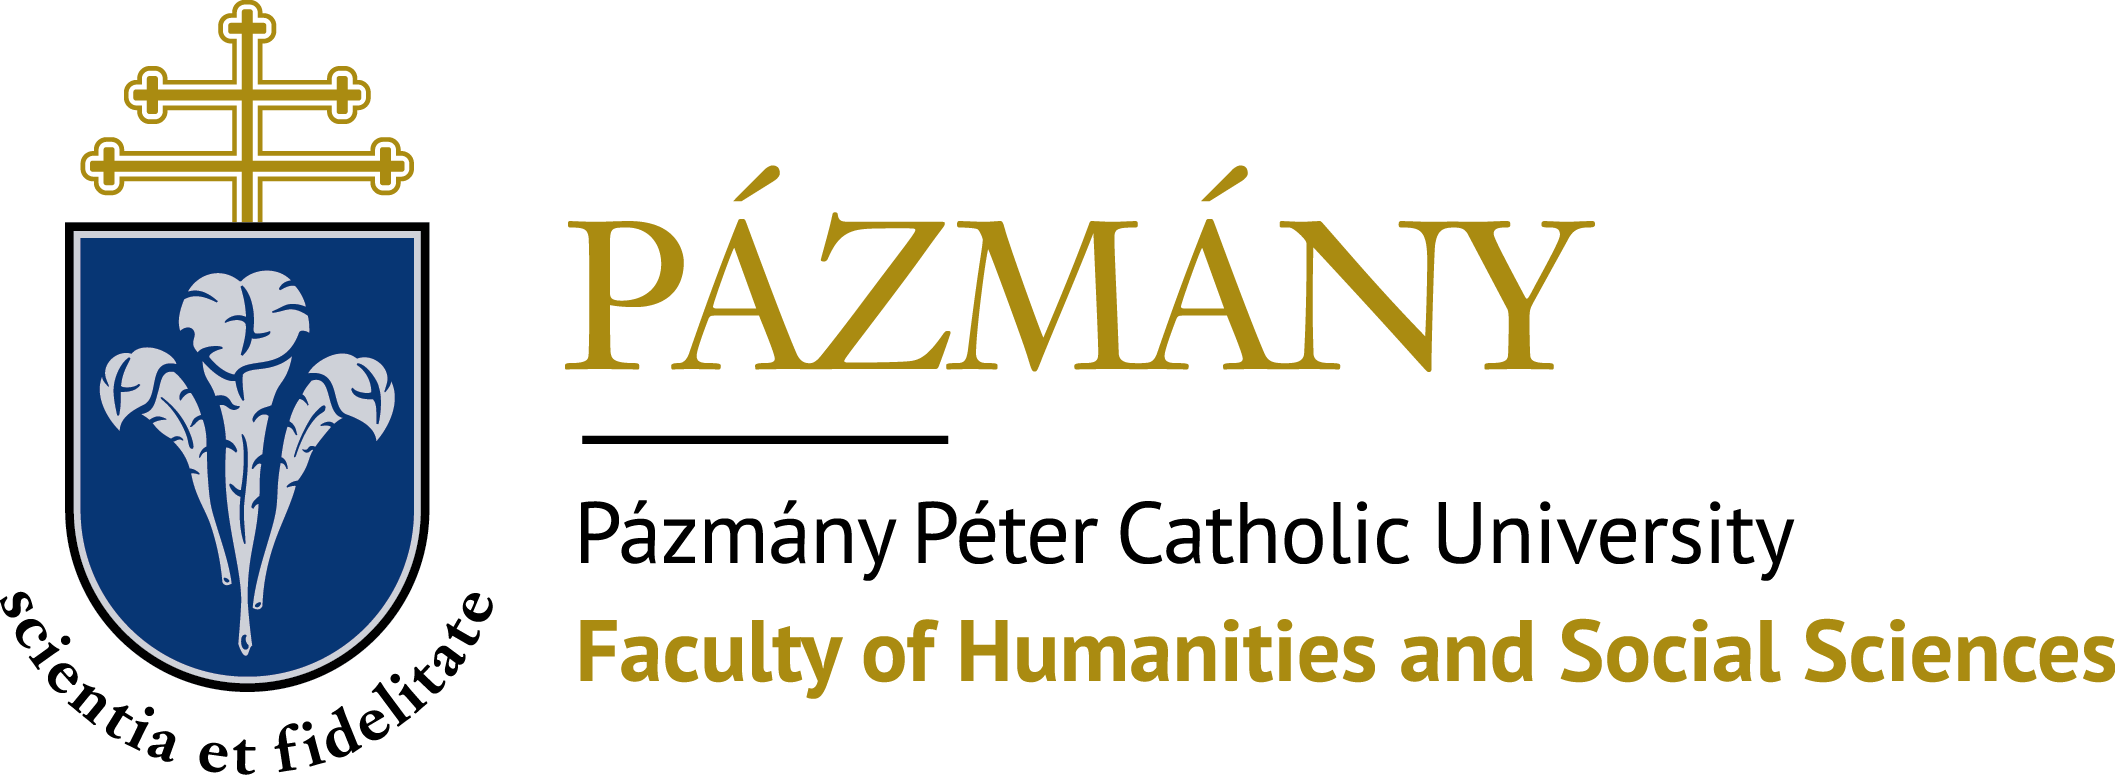 PÁZMÁNY
Pázmány Péter Catholic University
Faculty of Humanities and Social Sciences
scientia et fidelitate